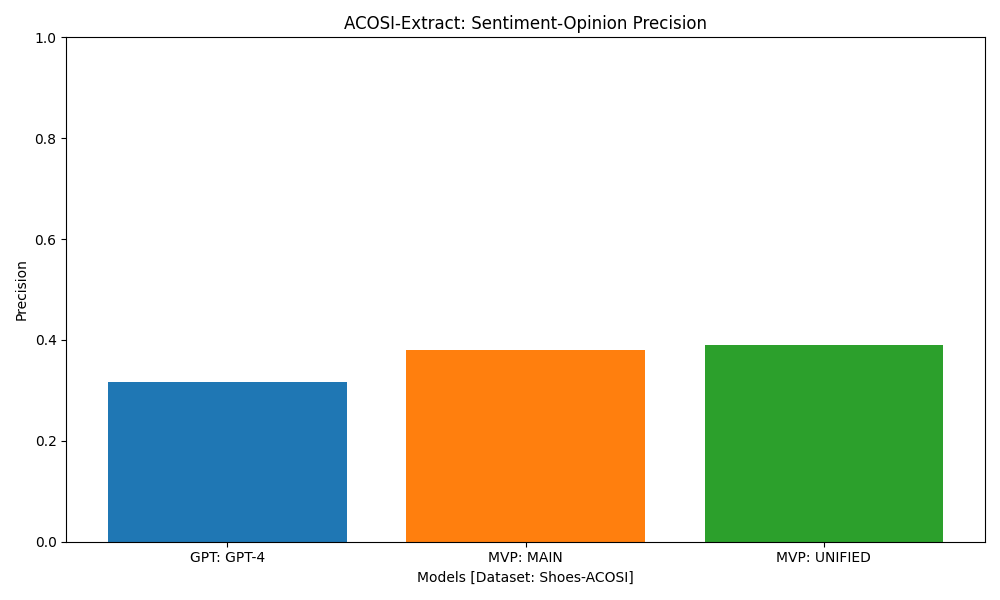 ACOSI-Extract: Sentiment-Opinion Precision
1.0
0.8
0.6
0.4
0.2
0.0
Precision
GPT: GPT-4
MVP: MAIN
MVP: UNIFIED
Models [Dataset: Shoes-ACOSI]